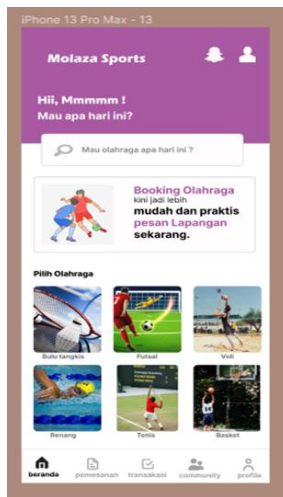 iPhone 13 Pro Max - 13
Molaza Sports
Hii, Mmmmm !
Mau apa hari ini?
Mau olahraga apa hari ini ?
Booking Olahraga
kini jadi lebih
mudah dan praktis
pesan Lapangan
sekarang.
Pilih Olahraga
Bulu tangkis
Futsal
Voli
Renang
Tenis
Basket
beranda
pemesanan
transakasi
community
profile